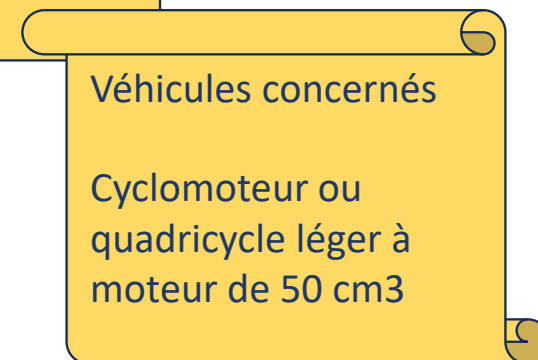 Véhicules concernés
Cyclomoteur ou
quadricycle léger à
moteur de 50 cm3